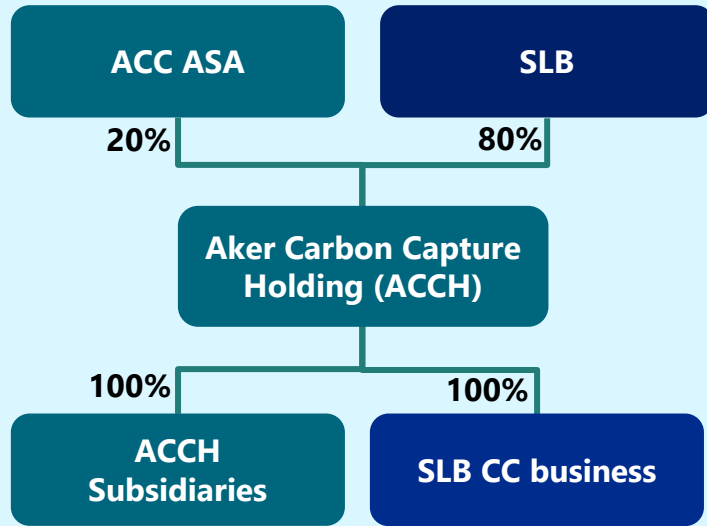 ACC ASA
SLB
20%
80%
Aker Carbon Capture
Holding (ACCH)
100%
100%
ACCH
Subsidiaries
SLB CC business